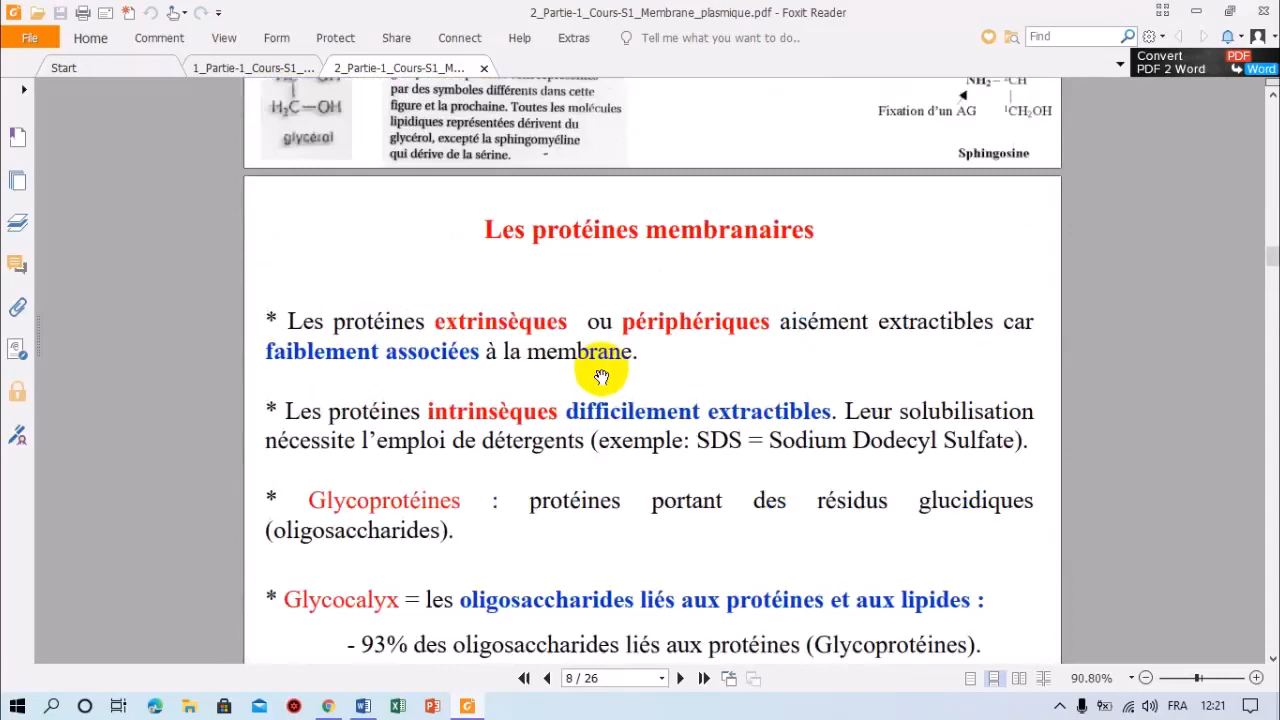 2_Partie-1_Cours-S1_Membrane_plasmique.pdf - Foxit Reader
File Home Comment View Form Protect Share Connect Help Extras Tell me what you want to do.. Find
Start 1_Partie-1_Cours-S1_... 2_Partie-1_Cours-S1_M...
Convert PDF
PDF 2 Word Word
H₂C—OH
glycérol
par des symboles différents dans cette
figure et la prochaine. Toutes les molécules
lipidiques représentées dérivent du
glycérol, excepté la sphingomyéline
qui dérive de la sérine.
NH₂ – ²CH
Fixation d'un AG ¹CH₂OH
Sphingosine
Les protéines membranaires
* Les protéines extrinsèques ou périphériques aisément extractibles car
faiblement associées à la membrane.
* Les protéines intrinsèques difficilement extractibles. Leur solubilisation
nécessite l'emploi de détergents (exemple: SDS = Sodium Dodecyl Sulfate).
* Glycoprotéines : protéines portant des résidus glucidiques
(oligosaccharides).
* Glycocalyx = les oligosaccharides liés aux protéines et aux lipides :
- 93% des oligosaccharides liés aux protéines (Glycoprotéines).
8 / 26 90.80%
FRA 12:21